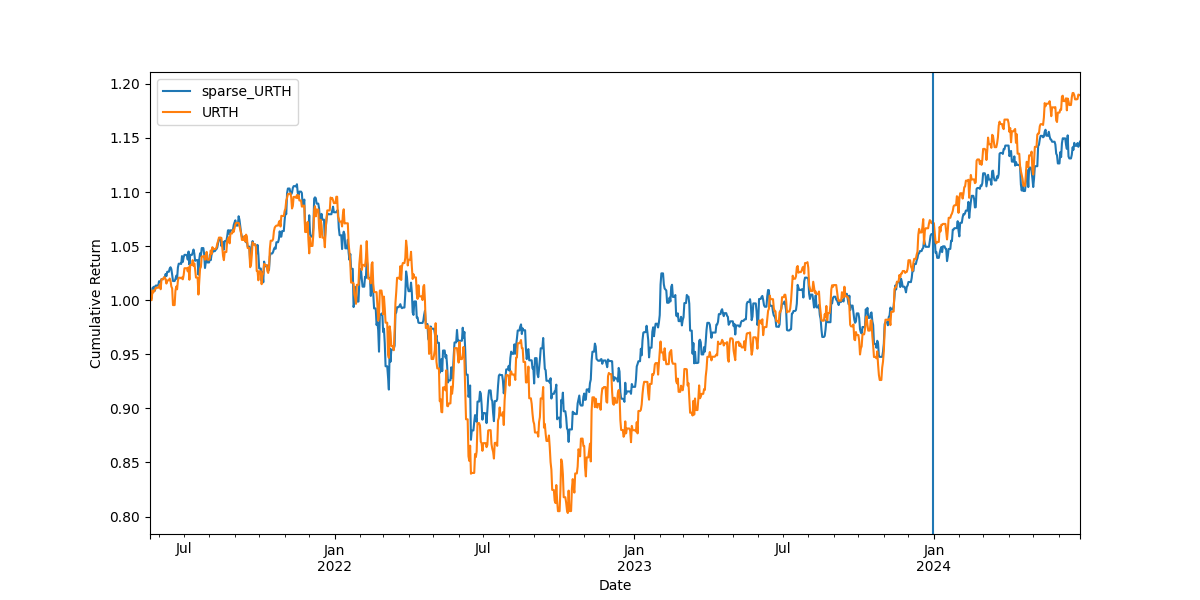 sparse_URTH
URTH
1.20
1.15
1.10
1.05
1.00
0.95
0.90
0.85
0.80
Cumulative Return
Jul
Jan
2022
Jul
Jan
2023
Jul
Jan
2024
Date